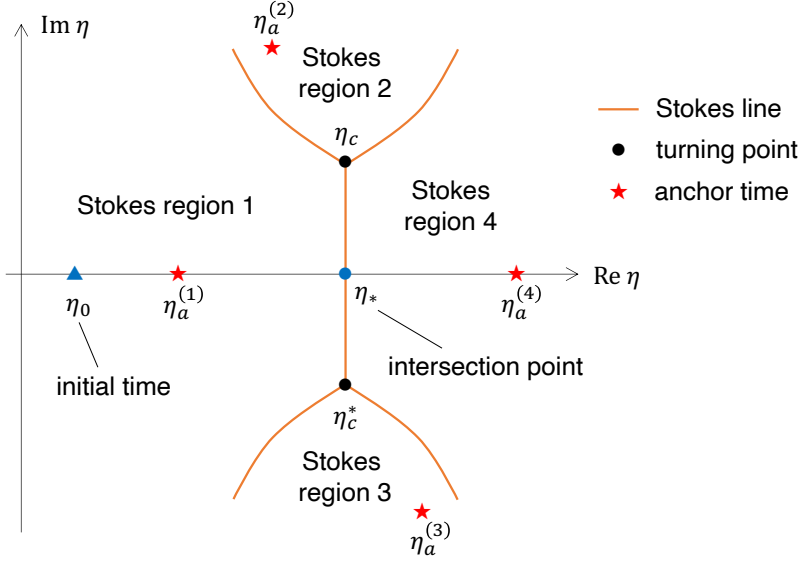 Im η
η_a^{(2)}
Stokes
region 2
η_c
Stokes line
turning point
anchor time
Stokes region 1
Stokes
region 4
η_0
η_a^{(1)}
η_*
η_a^{(4)}
Re η
initial time
intersection point
η_c^*
Stokes
region 3
η_a^{(3)}